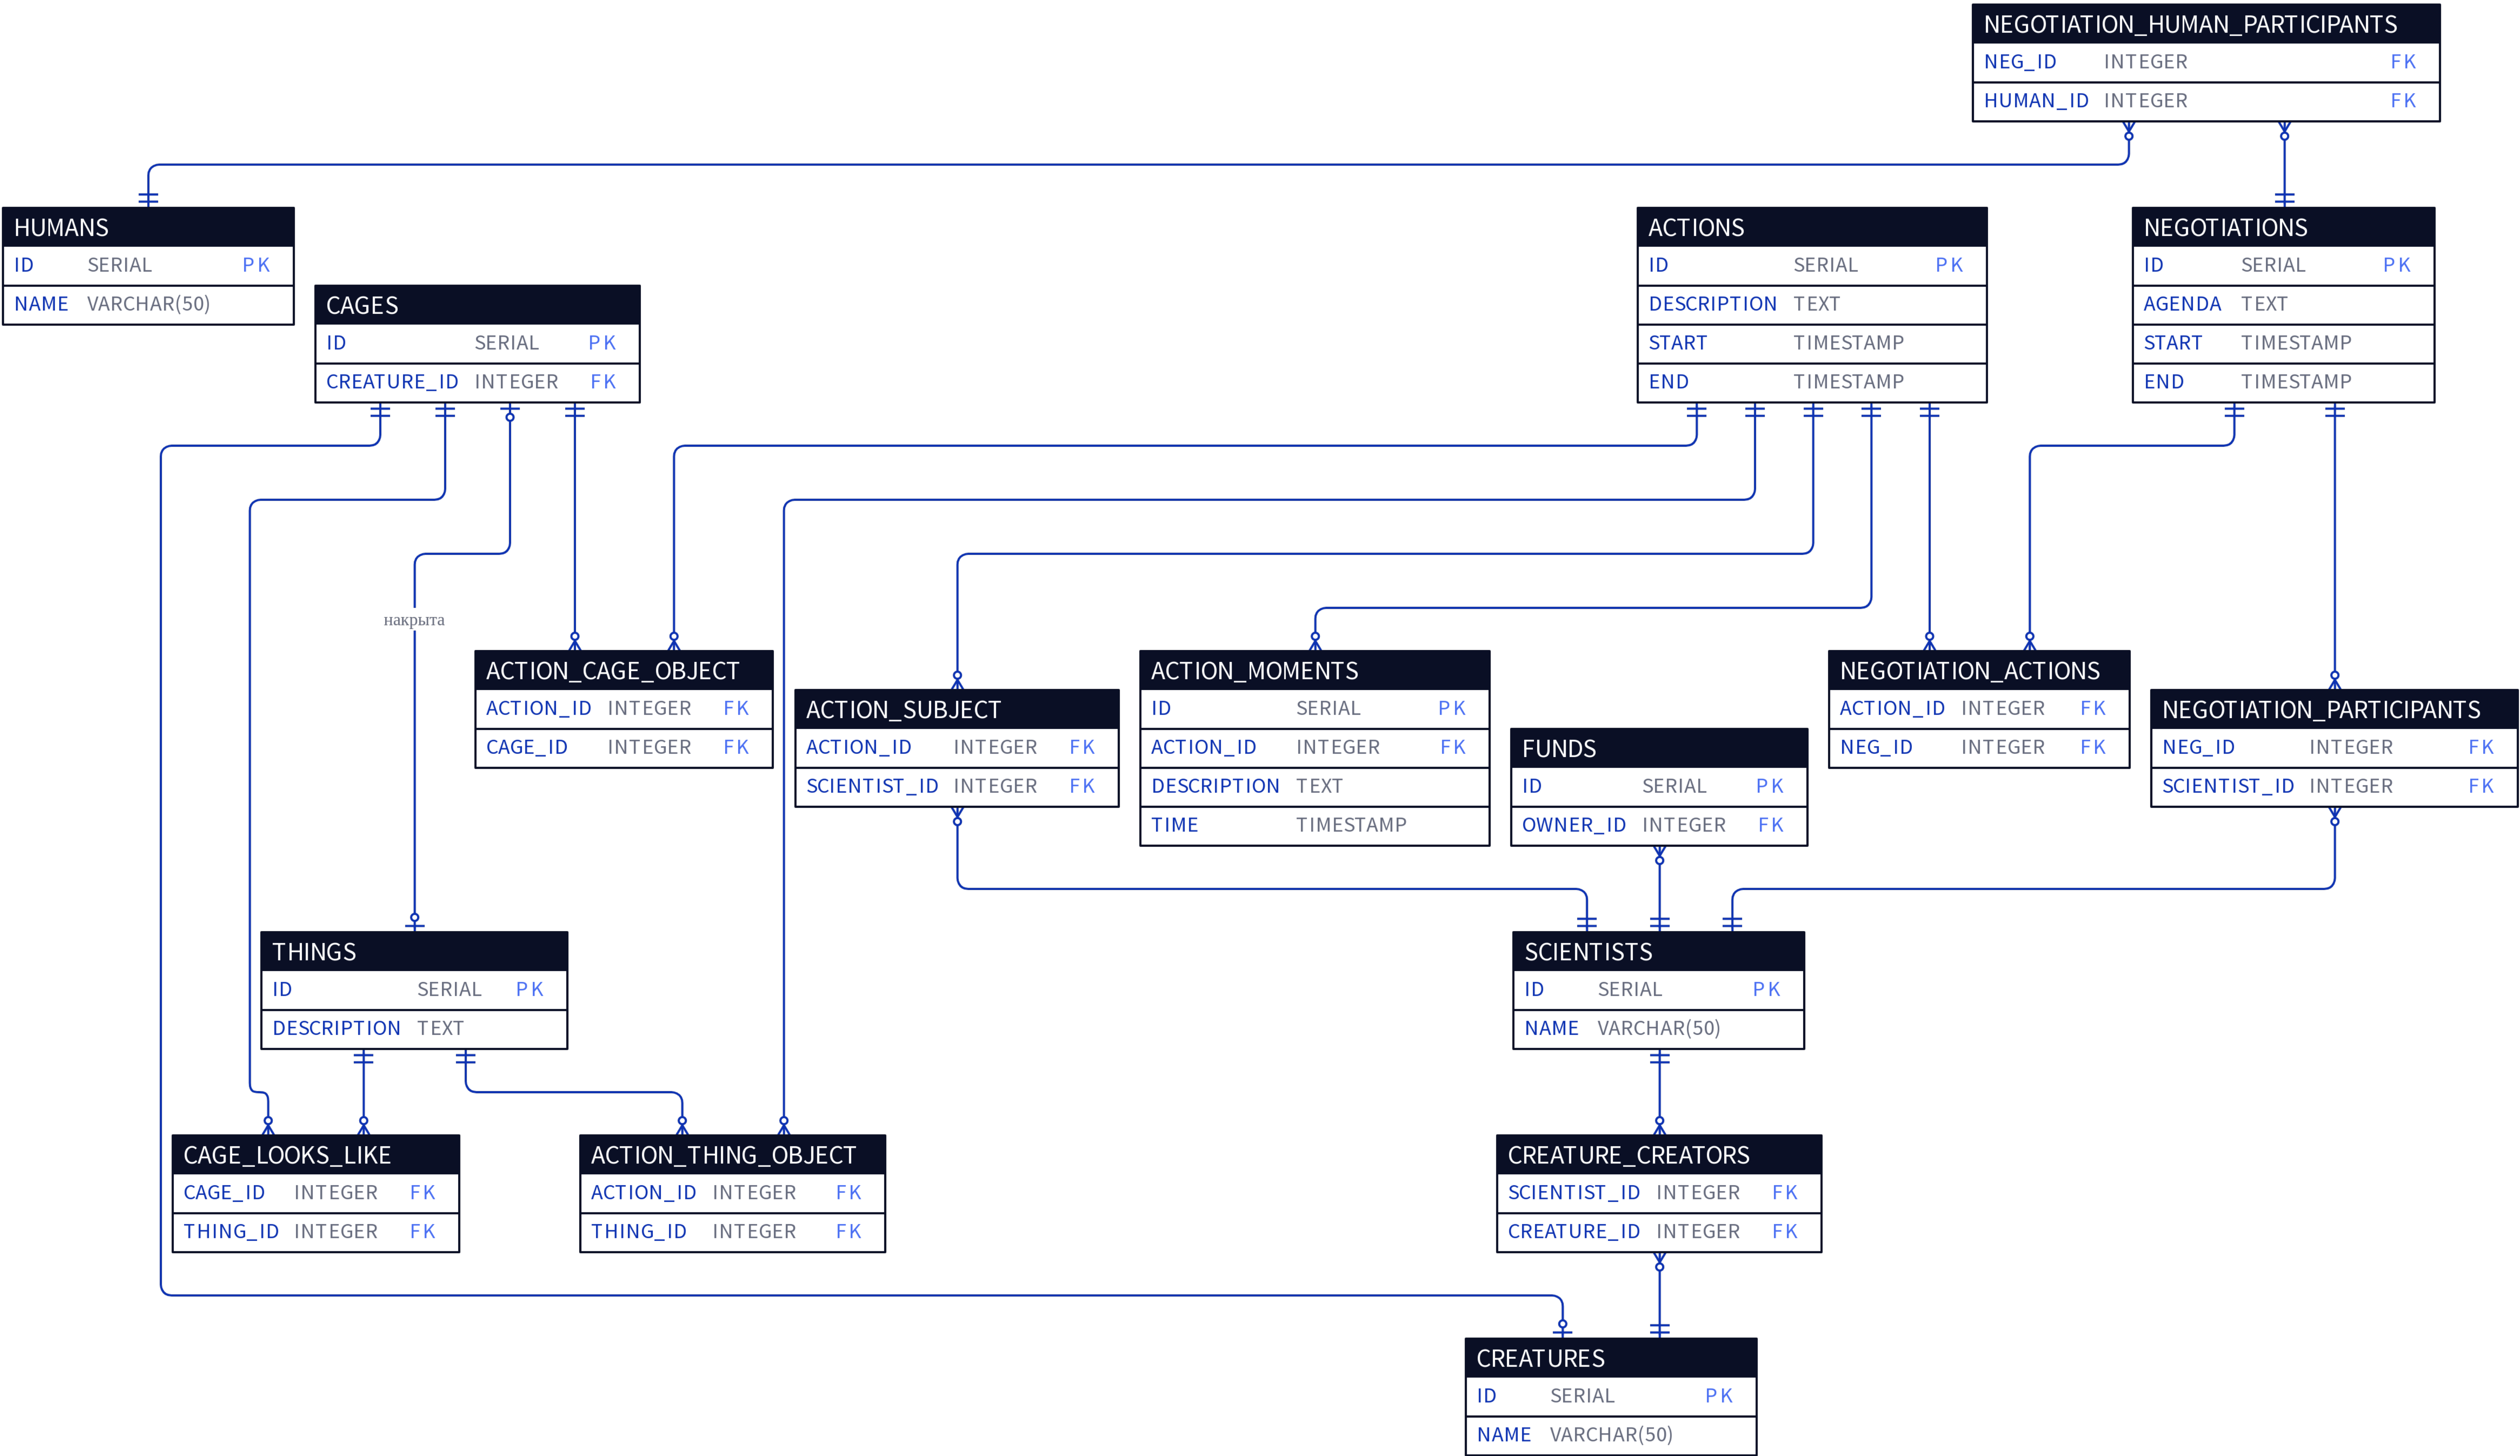 NEGOTIATION_HUMAN_PARTICIPANTS
NEG_ID INTEGER FK
HUMAN_ID INTEGER FK
HUMANS
ID SERIAL PK
NAME VARCHAR(50)
CAGES
ID SERIAL PK
CREATURE_ID INTEGER FK
ACTIONS
ID SERIAL PK
DESCRIPTION TEXT
START TIMESTAMP
END TIMESTAMP
NEGOTIATIONS
ID SERIAL PK
AGENDA TEXT
START TIMESTAMP
END TIMESTAMP
накрыта
ACTION_CAGE_OBJECT
ACTION_ID INTEGER FK
CAGE_ID INTEGER FK
ACTION_SUBJECT
ACTION_ID INTEGER FK
SCIENTIST_ID INTEGER FK
ACTION_MOMENTS
ID SERIAL PK
ACTION_ID INTEGER FK
DESCRIPTION TEXT
TIME TIMESTAMP
FUNDS
ID SERIAL PK
OWNER_ID INTEGER FK
NEGOTIATION_ACTIONS
ACTION_ID INTEGER FK
NEG_ID INTEGER FK
NEGOTIATION_PARTICIPANTS
NEG_ID INTEGER FK
SCIENTIST_ID INTEGER FK
THINGS
ID SERIAL PK
DESCRIPTION TEXT
SCIENTISTS
ID SERIAL PK
NAME VARCHAR(50)
CAGE_LOOKS_LIKE
CAGE_ID INTEGER FK
THING_ID INTEGER FK
ACTION_THING_OBJECT
ACTION_ID INTEGER FK
THING_ID INTEGER FK
CREATURE_CREATORS
SCIENTIST_ID INTEGER FK
CREATURE_ID INTEGER FK
CREATURES
ID SERIAL PK
NAME VARCHAR(50)